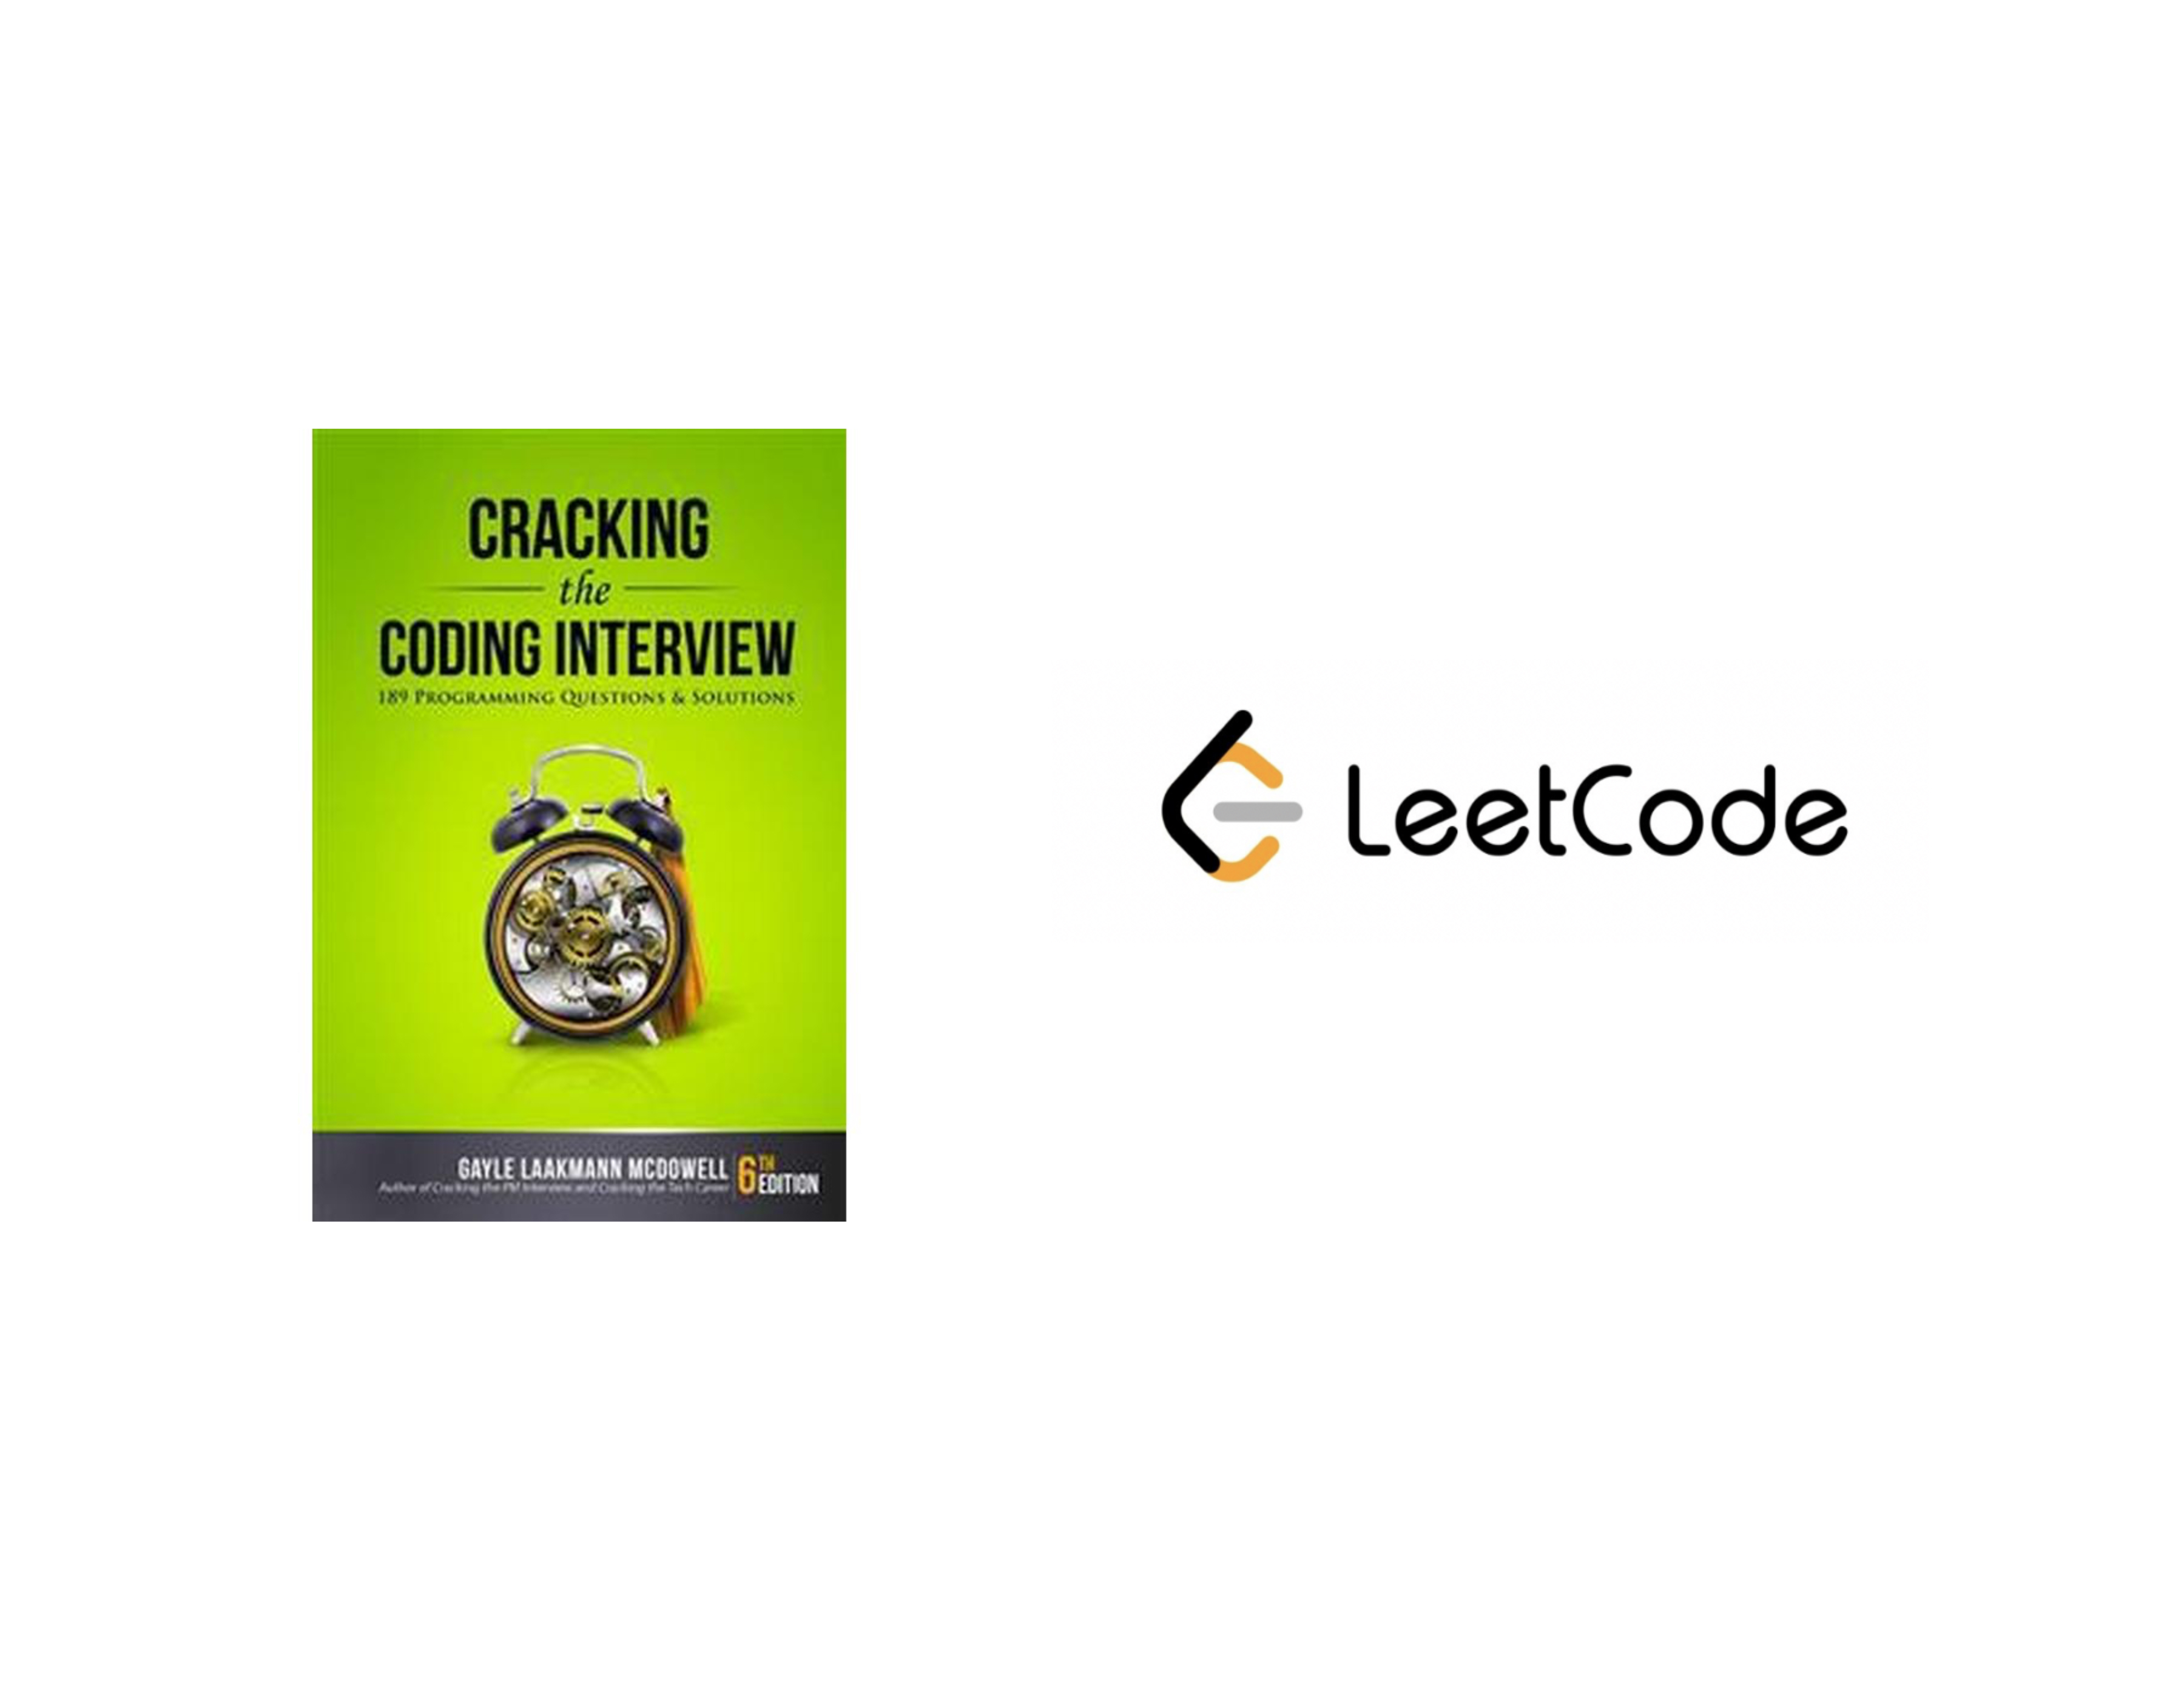 CRACKING
the
CODING INTERVIEW
189 PROGRAMMING QUESTIONS & SOLUTIONS
GAYLE LAAKMANN MCDOWELL
Author of Cracking the PM Interview and Cracking the Tech Career
6TH EDITION
LeetCode